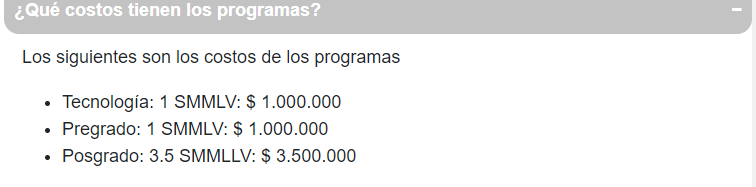 ¿Qué costos tienen los programas?
Los siguientes son los costos de los programas
• Tecnología: 1 SMMLV: $ 1.000.000
• Pregrado: 1 SMMLV: $ 1.000.000
• Posgrado: 3.5 SMMLLV: $ 3.500.000